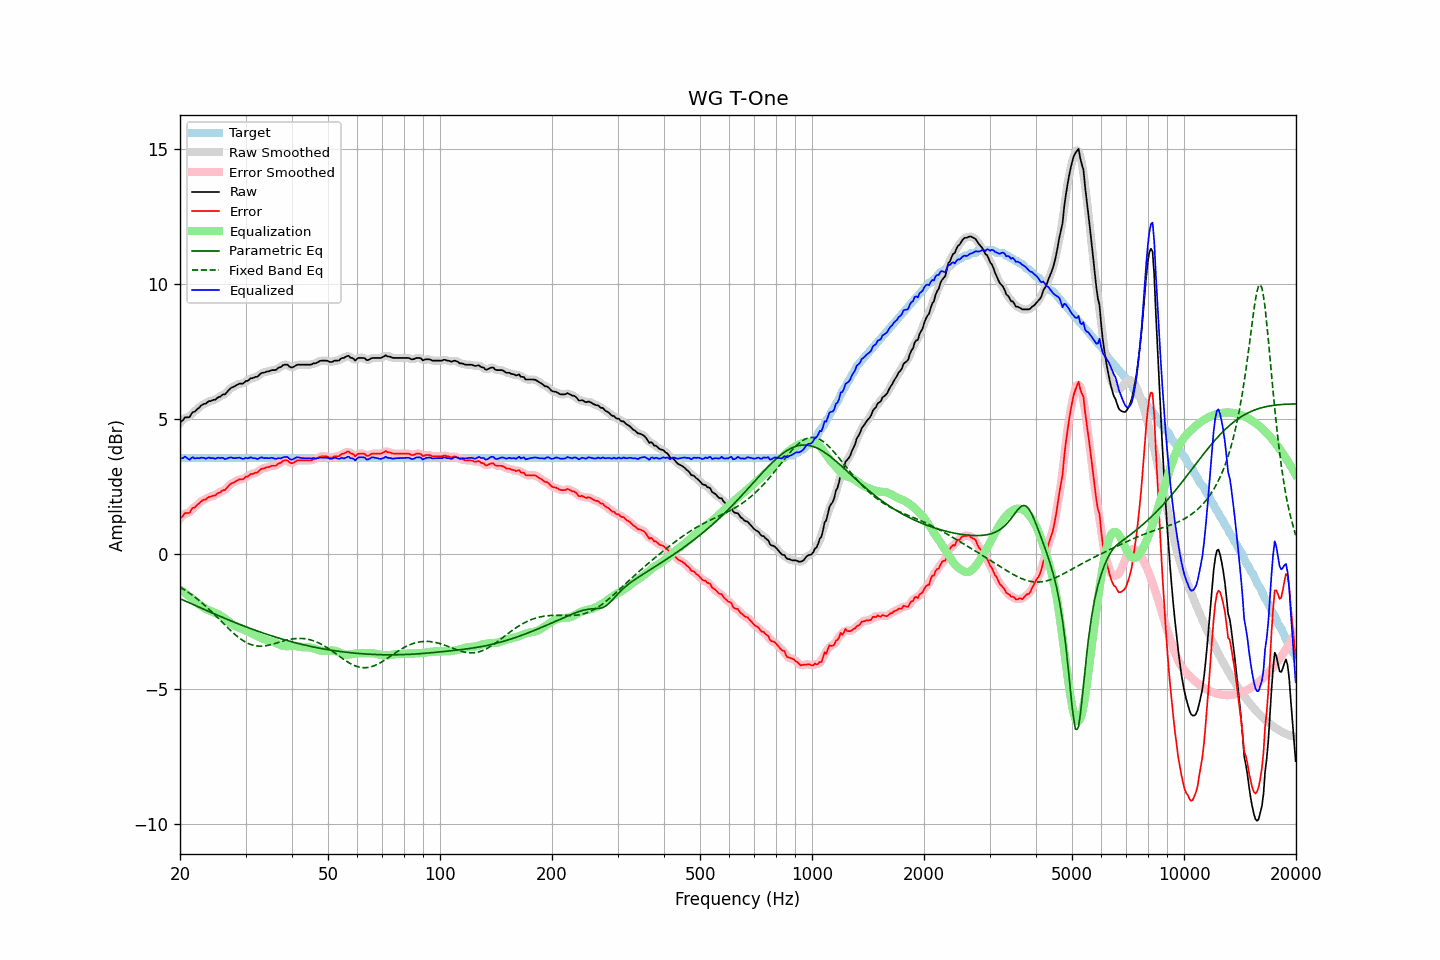 WG T-One
Target
Raw Smoothed
Error Smoothed
Raw
Error
Equalization
Parametric Eq
Fixed Band Eq
Equalized
15
10
5
0
−5
−10
Amplitude (dBr)
20 50 100 200 500 1000 2000 5000 10000 20000
Frequency (Hz)